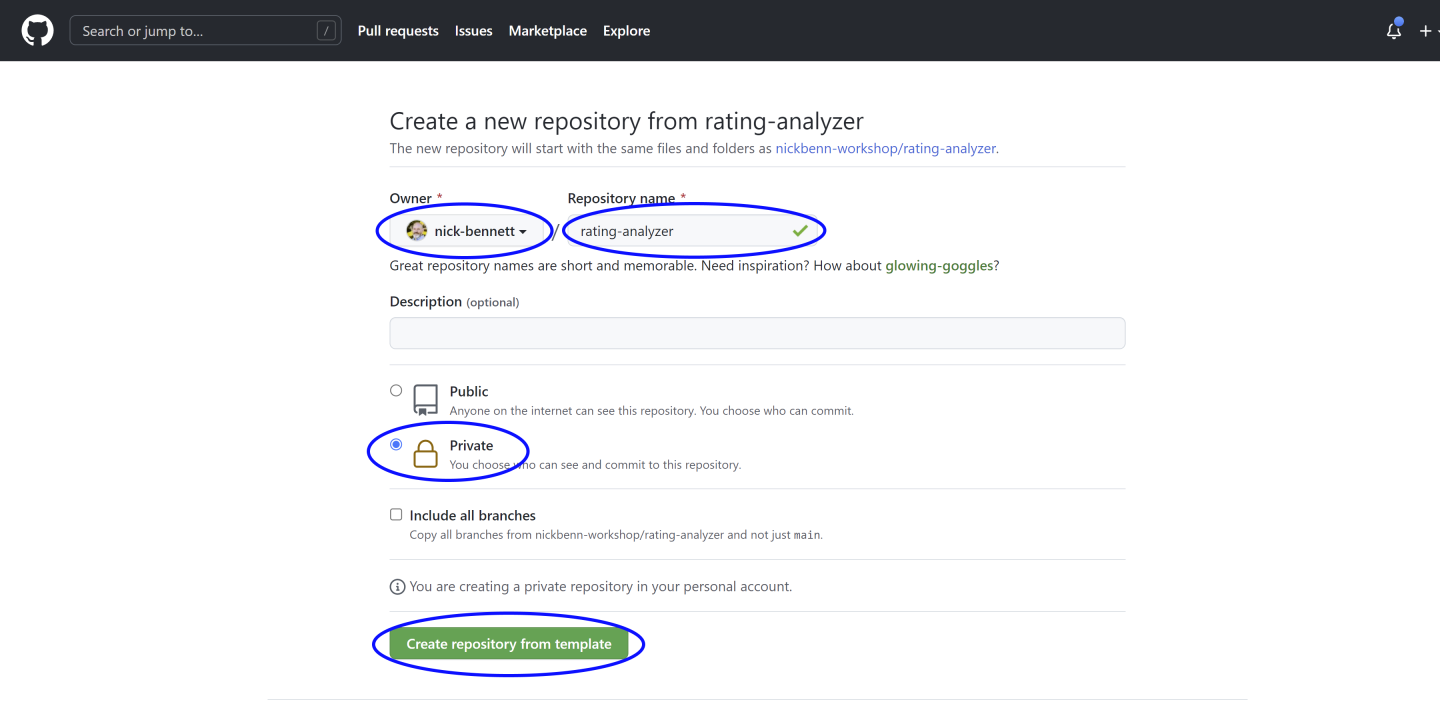 Search or jump to... /
Pull requests Issues Marketplace Explore
Create a new repository from rating-analyzer
The new repository will start with the same files and folders as nickbenn-workshop/rating-analyzer.
Owner * Repository name *
nick-bennett / rating-analyzer
Great repository names are short and memorable. Need inspiration? How about glowing-goggles?
Description (optional)
Public
Anyone on the internet can see this repository. You choose who can commit.
Private
You choose who can see and commit to this repository.
Include all branches
Copy all branches from nickbenn-workshop/rating-analyzer and not just main.
You are creating a private repository in your personal account.
Create repository from template